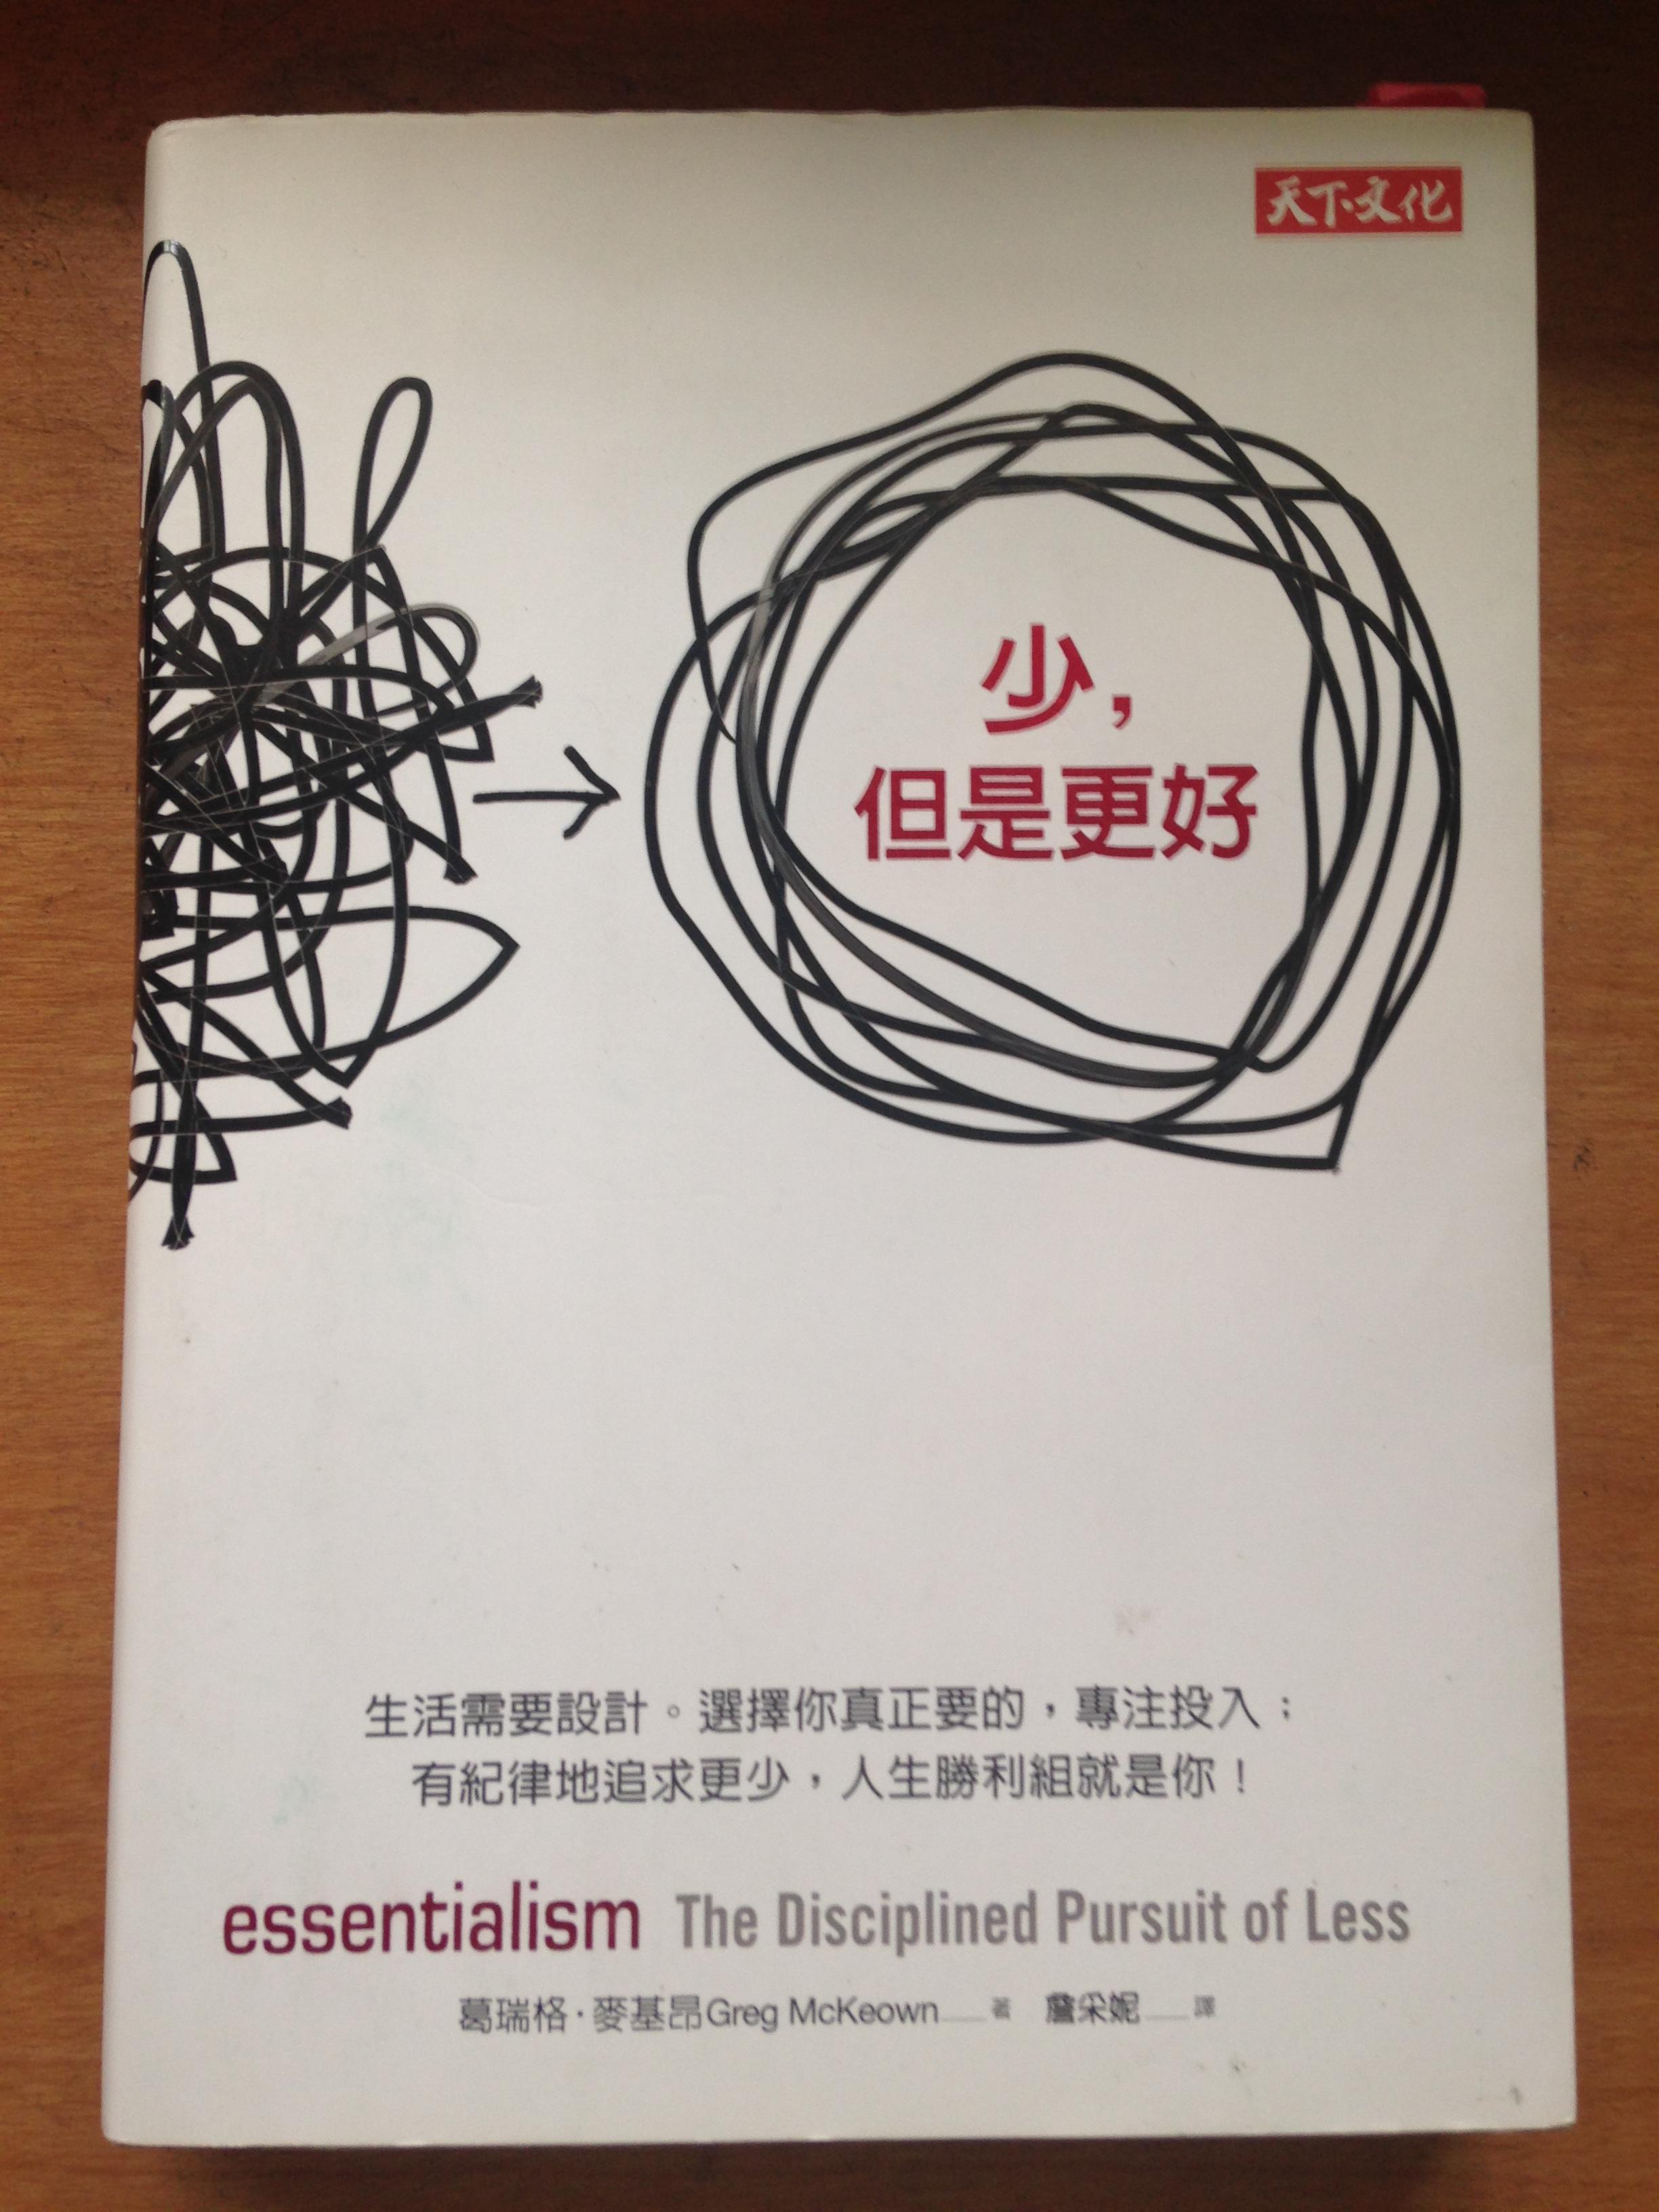 天下文化
少，
但是更好
生活需要設計。選擇你真正要的，專注投入；
有紀律地追求更少，人生勝利組就是你！
essentialism The Disciplined Pursuit of Less
葛瑞格·麥基昂Greg McKeown——著 詹采妮——譯